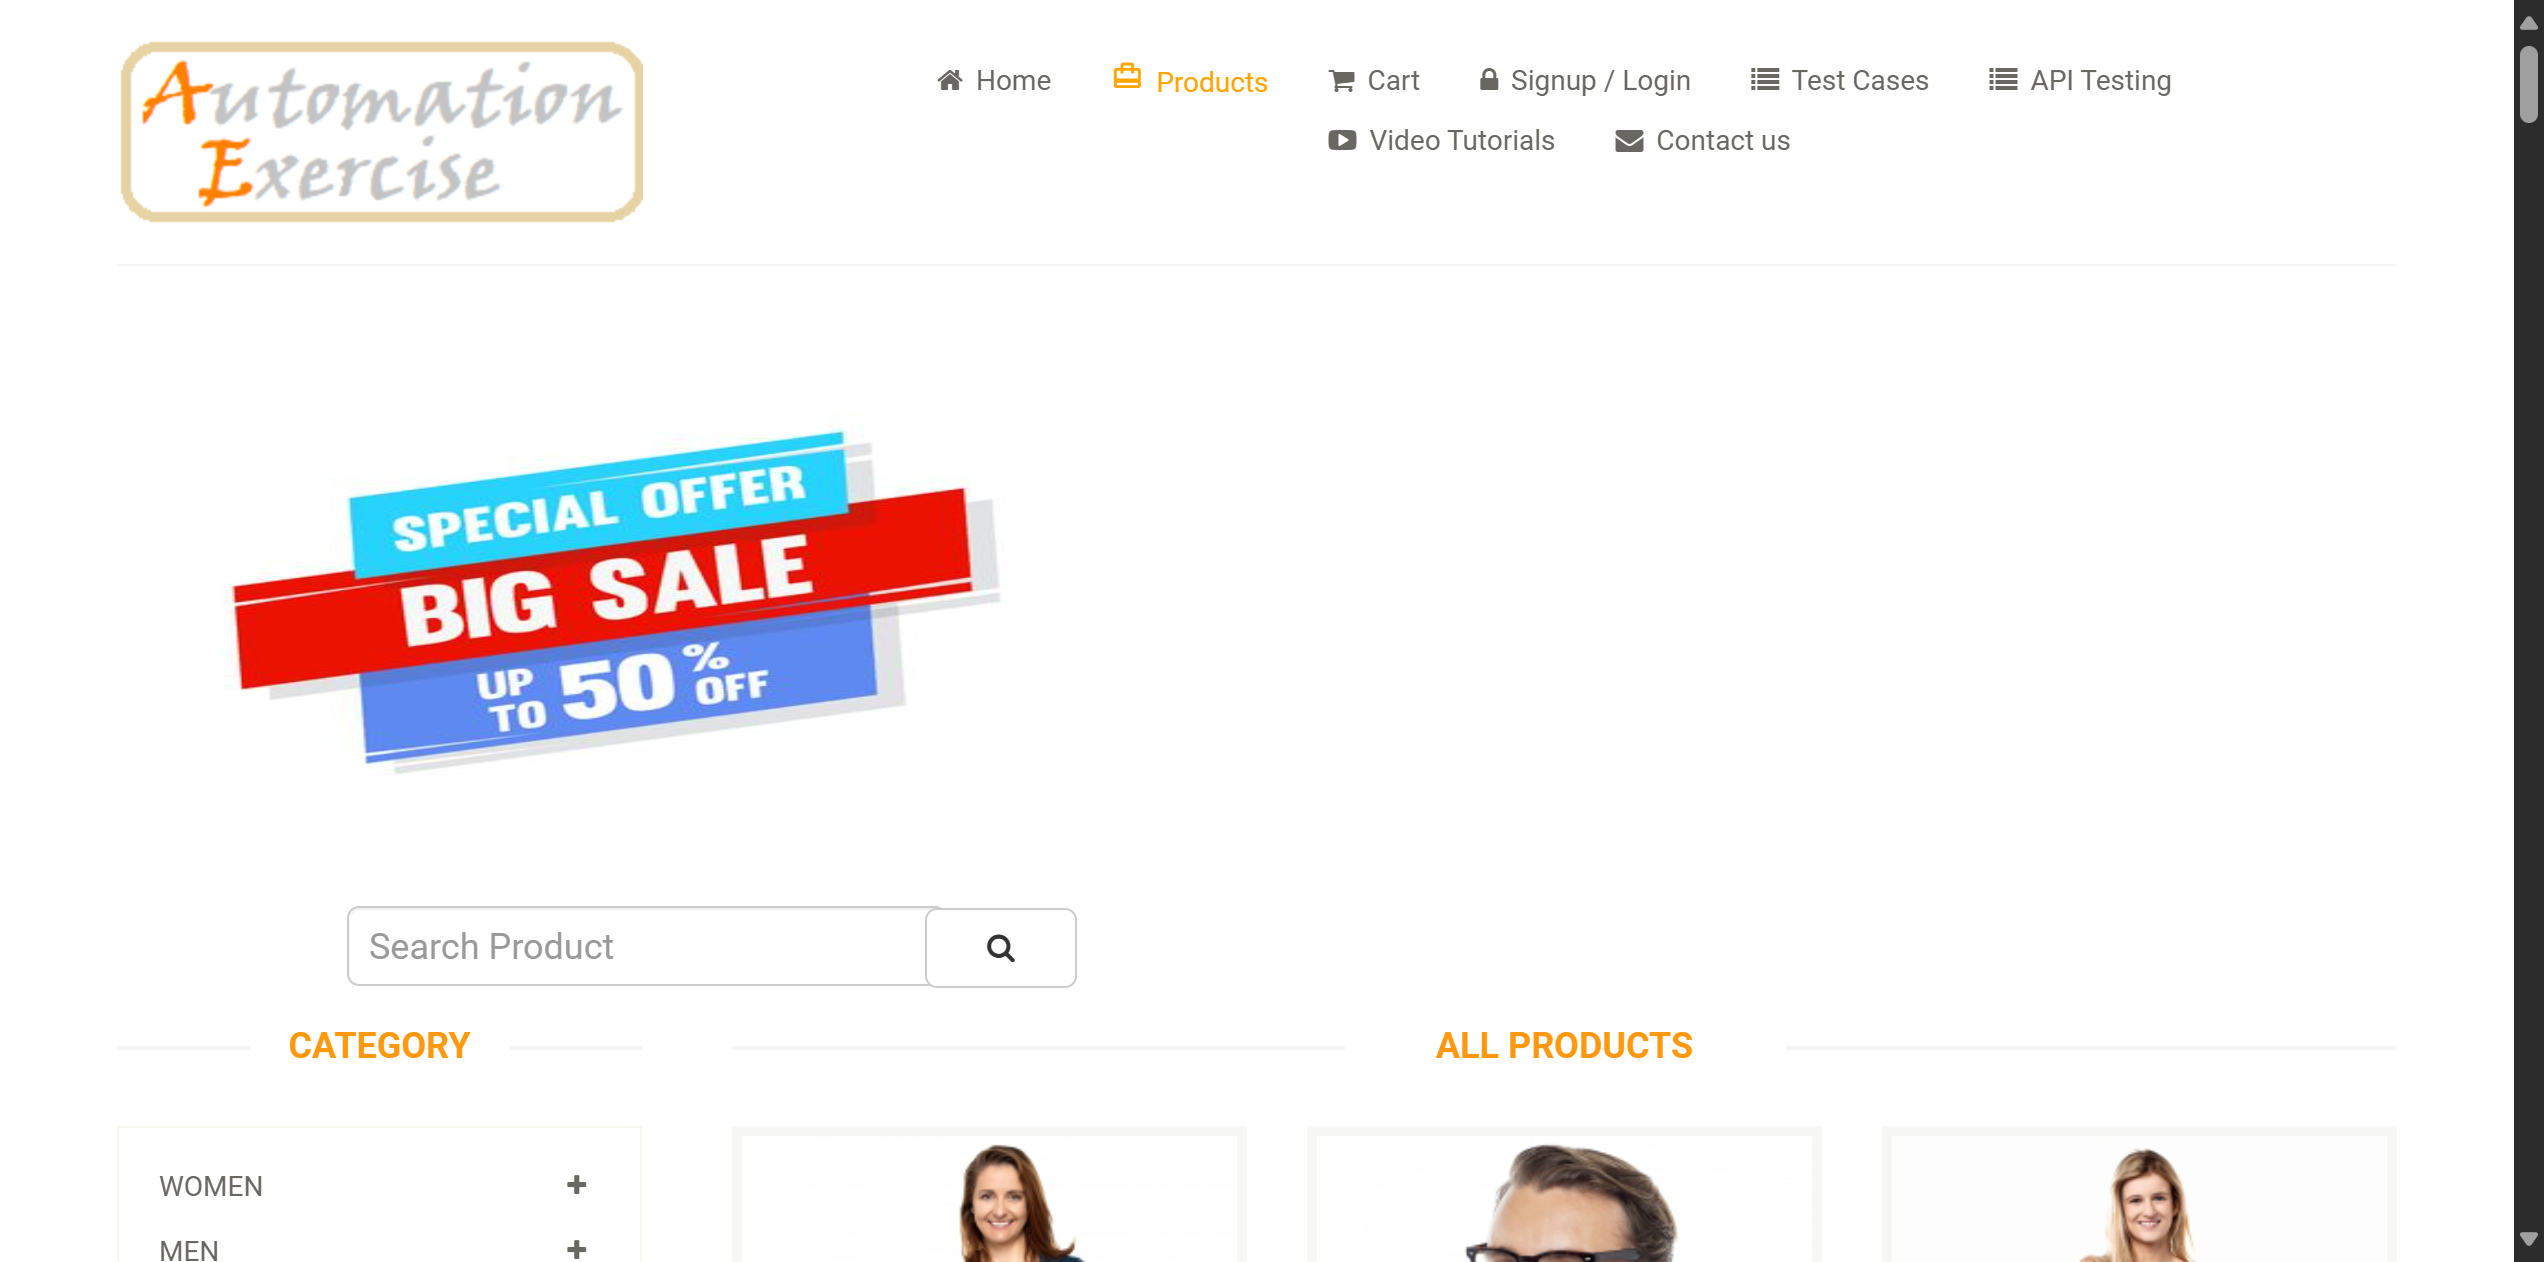 Automation
Exercise
Home Products Cart Signup / Login Test Cases API Testing
Video Tutorials Contact us
SPECIAL OFFER
BIG SALE
UP TO 50% OFF
Search Product
CATEGORY
ALL PRODUCTS
WOMEN
MEN